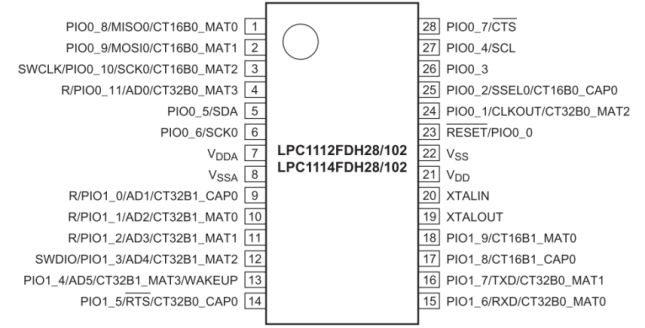 PIO0_8/MISO0/CT16B0_MAT0 1
PIO0_9/MOSI0/CT16B0_MAT1 2
SWCLK/PIO0_10/SCK0/CT16B0_MAT2 3
R/PIO0_11/AD0/CT32B0_MAT3 4
PIO0_5/SDA 5
PIO0_6/SCK0 6
VDDA 7
VSSA 8
R/PIO1_0/AD1/CT32B1_CAP0 9
R/PIO1_1/AD2/CT32B1_MAT0 10
R/PIO1_2/AD3/CT32B1_MAT1 11
SWDIO/PIO1_3/AD4/CT32B1_MAT2 12
PIO1_4/AD5/CT32B1_MAT3/WAKEUP 13
PIO1_5/RTS/CT32B0_CAP0 14
LPC1112FDH28/102
LPC1114FDH28/102
28 PIO0_7/CTS
27 PIO0_4/SCL
26 PIO0_3
25 PIO0_2/SSEL0/CT16B0_CAP0
24 PIO0_1/CLKOUT/CT32B0_MAT2
23 RESET/PIO0_0
22 VSS
21 VDD
20 XTALIN
19 XTALOUT
18 PIO1_9/CT16B1_MAT0
17 PIO1_8/CT16B1_CAP0
16 PIO1_7/TXD/CT32B0_MAT1
15 PIO1_6/RXD/CT32B0_MAT0